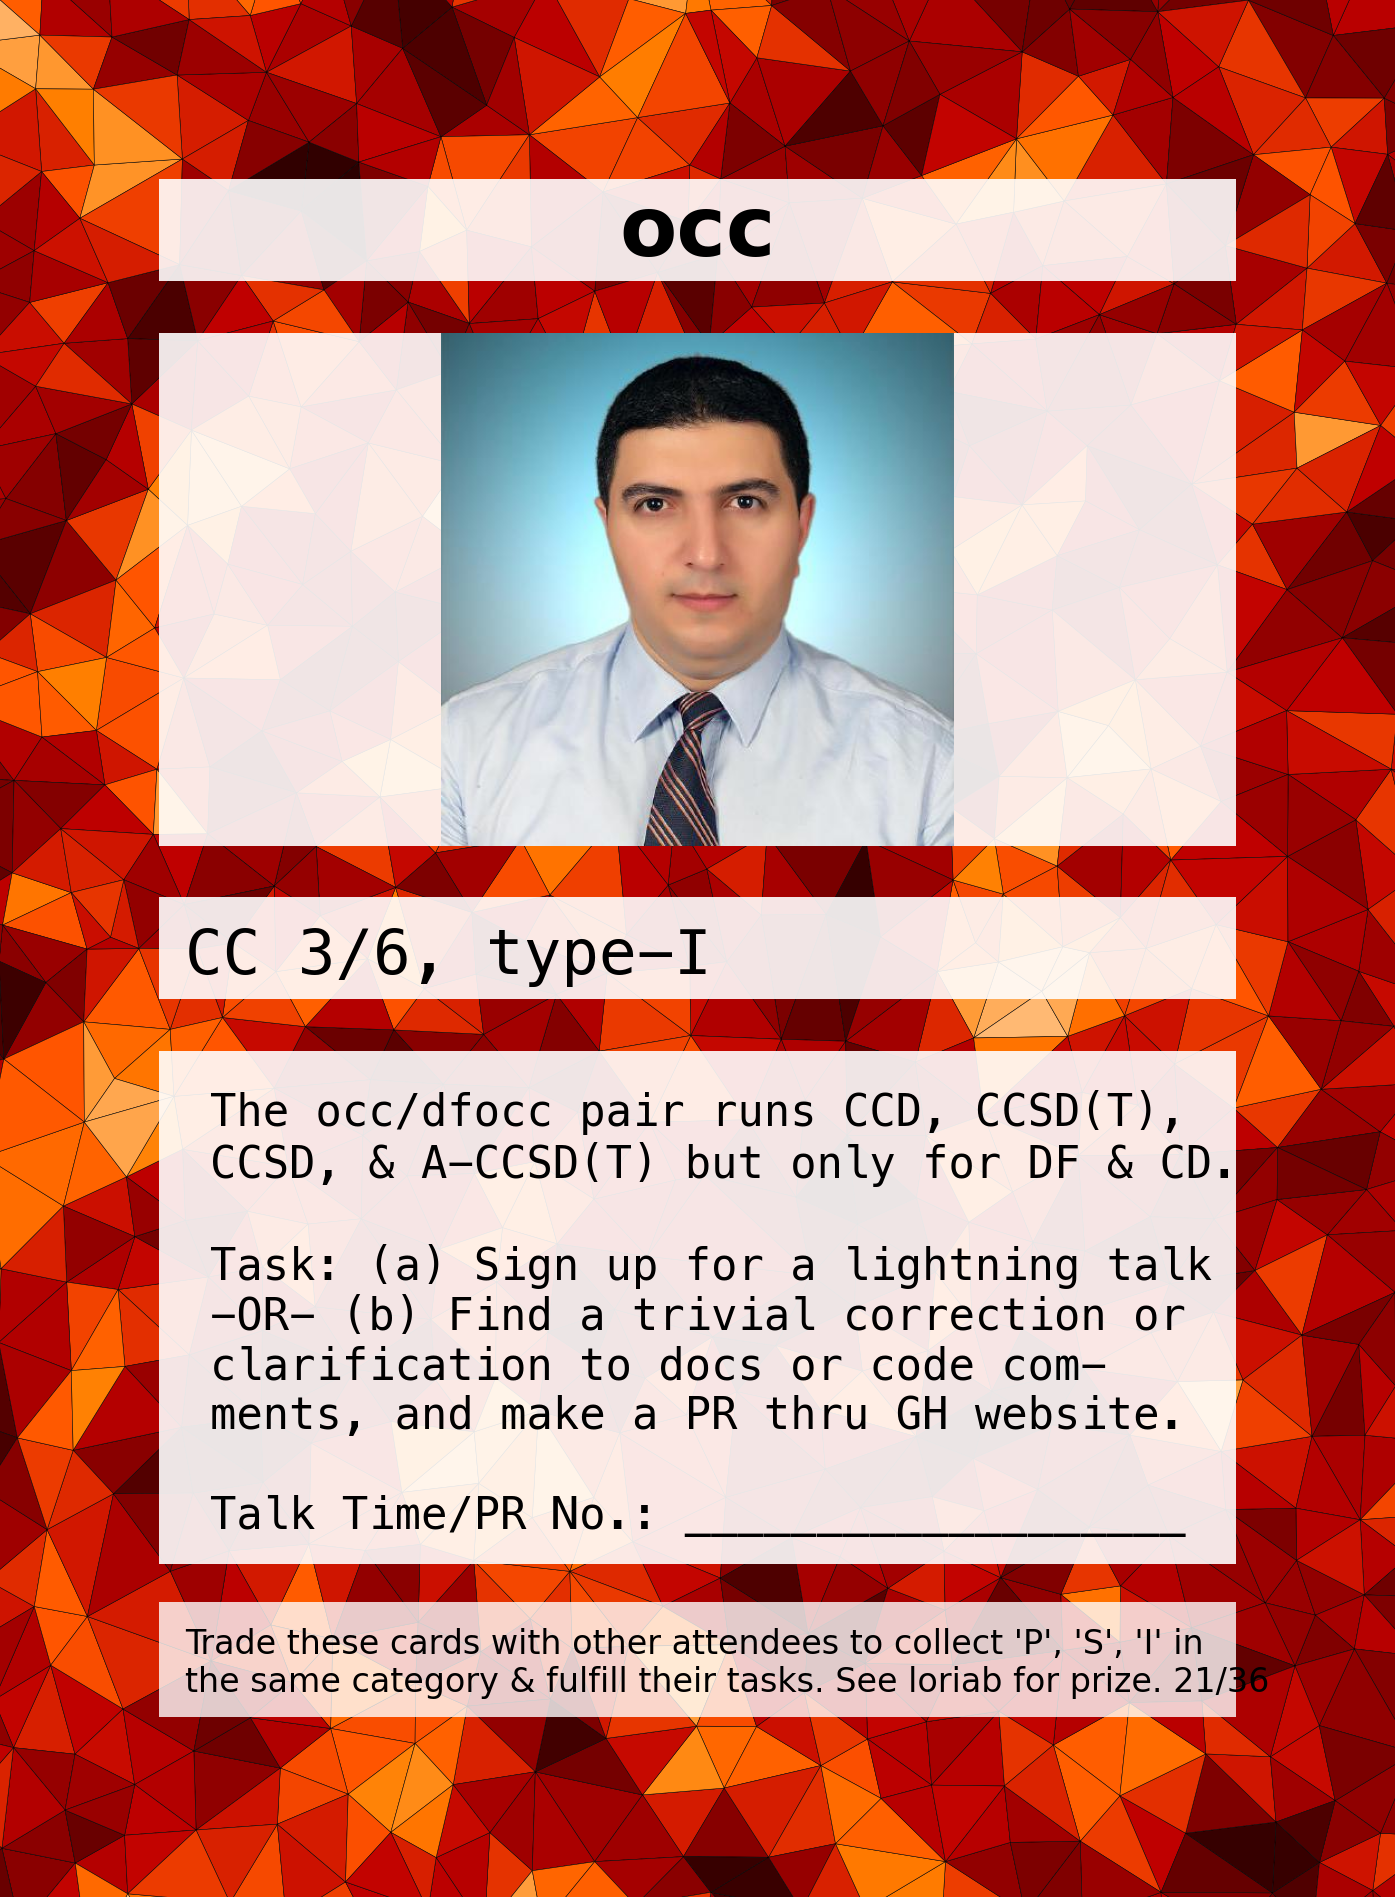 occ
CC 3/6, type−I
The occ/dfocc pair runs CCD, CCSD(T),
CCSD, & A−CCSD(T) but only for DF & CD.
Task: (a) Sign up for a lightning talk
−OR− (b) Find a trivial correction or
clarification to docs or code com−
ments, and make a PR thru GH website.
Talk Time/PR No.: ___________________
Trade these cards with other attendees to collect 'P', 'S', 'I' in
the same category & fulfill their tasks. See loriab for prize. 21/36